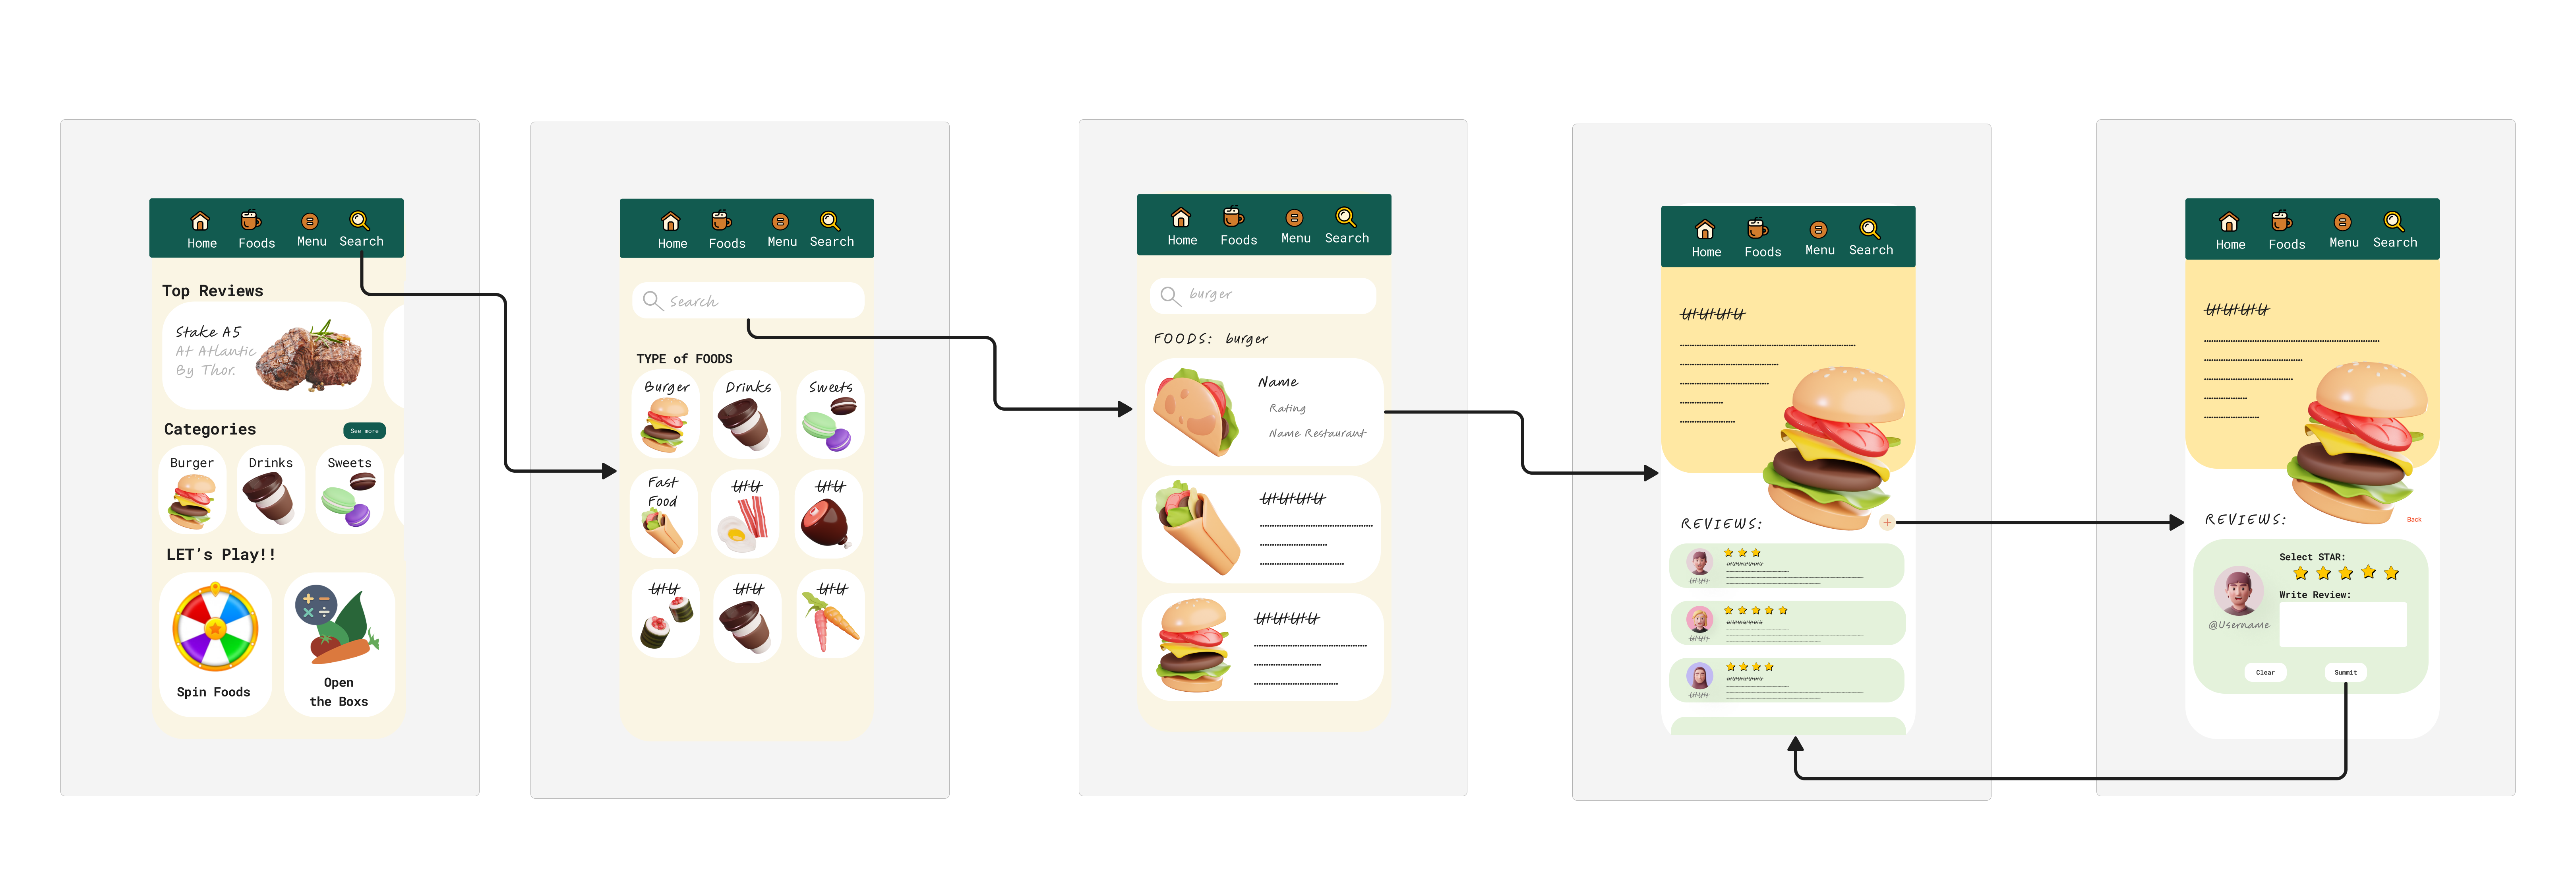 Home Foods Menu Search
Top Reviews
Stake A5
At Atlantic
By Thor.
Categories
See more
Burger Drinks Sweets
LET's Play!!
Spin Foods
Open
the Boxs
Home Foods Menu Search
Search
TYPE of FOODS
Burger Drinks Sweets
Fast
Food
Home Foods Menu Search
burger
FOODS: burger
Name
Rating
Name Restaurant
Home Foods Menu Search
REVIEWS:
Home Foods Menu Search
REVIEWS:
Back
Select STAR:
Write Review:
@Username
Clear Summit